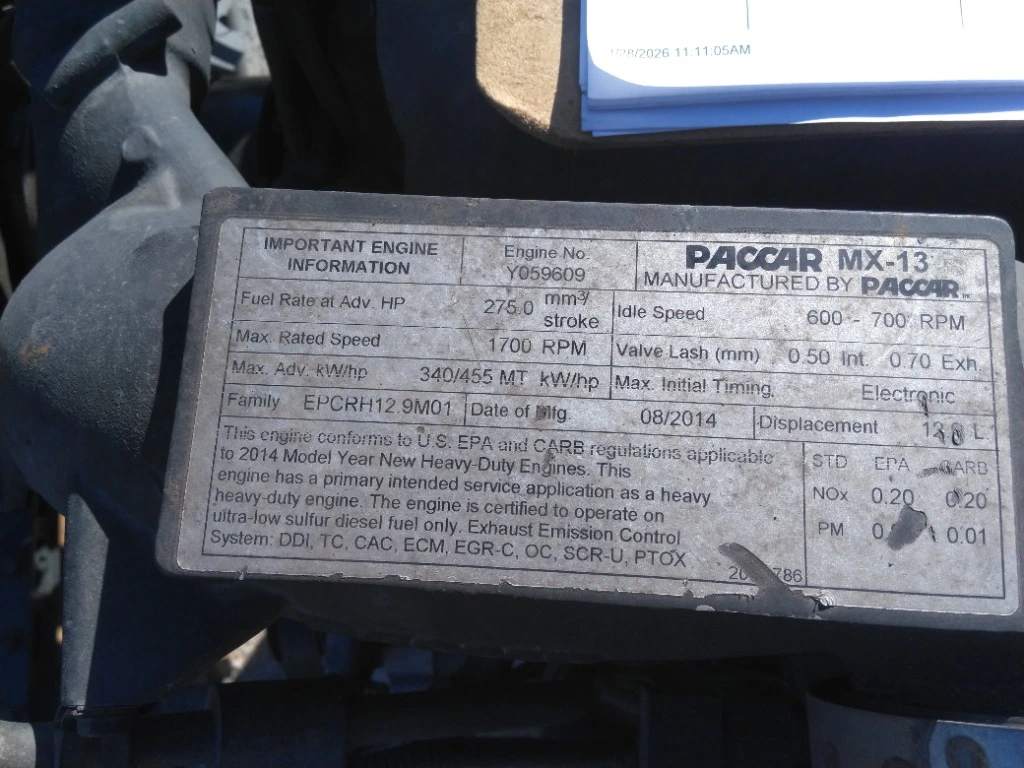 /28/2026 11:11:05AM
IMPORTANT ENGINE INFORMATION
Engine No.
Y059609
PACCAR MX-13
MANUFACTURED BY PACCAR
Fuel Rate at Adv. HP 275.0 mm³/stroke
Idle Speed 600 - 700 RPM
Max. Rated Speed 1700 RPM
Valve Lash (mm) 0.50 Int. 0.70 Exh.
Max. Adv. kW/hp 340/455 MT kW/hp
Max. Initial Timing Electronic
Family EPCRH12.9M01
Date of Mfg. 08/2014
Displacement L
This engine conforms to U.S. EPA and CARB regulations applicable
to 2014 Model Year New Heavy-Duty Engines. This
engine has a primary intended service application as a heavy
heavy-duty engine. The engine is certified to operate on
ultra-low sulfur diesel fuel only. Exhaust Emission Control
System: DDI, TC, CAC, ECM, EGR-C, OC, SCR-U, PTOX
STD EPA CARB
NOx 0.20 0.20
PM 0.01